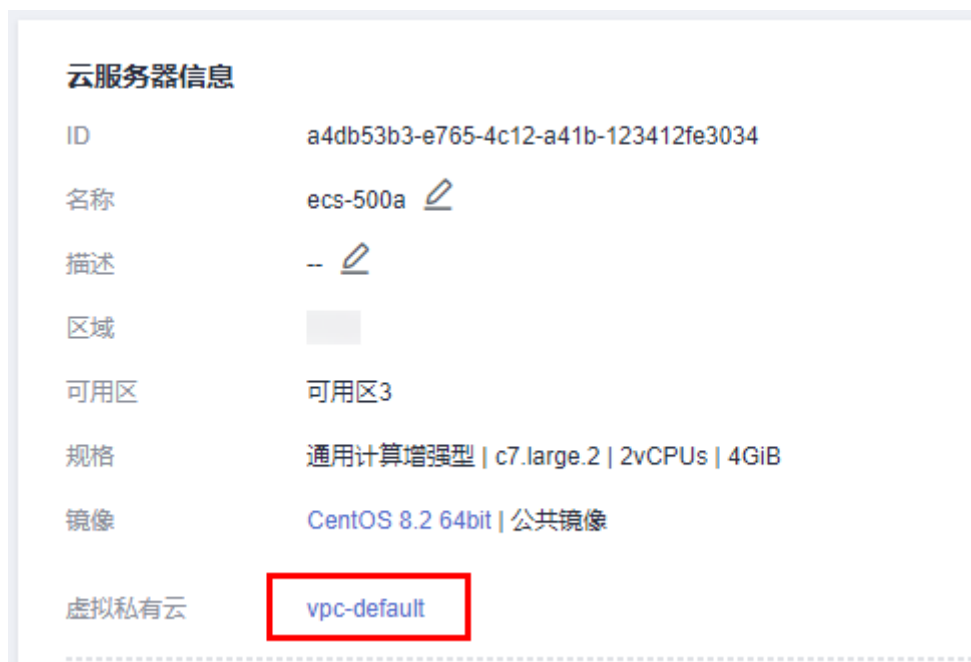 云服务器信息
ID a4db53b3-e765-4c12-a41b-123412fe3034
名称 ecs-500a
描述 --
区域
可用区 可用区3
规格 通用计算增强型 | c7.large.2 | 2vCPUs | 4GiB
镜像 CentOS 8.2 64bit | 公共镜像
虚拟私有云 vpc-default